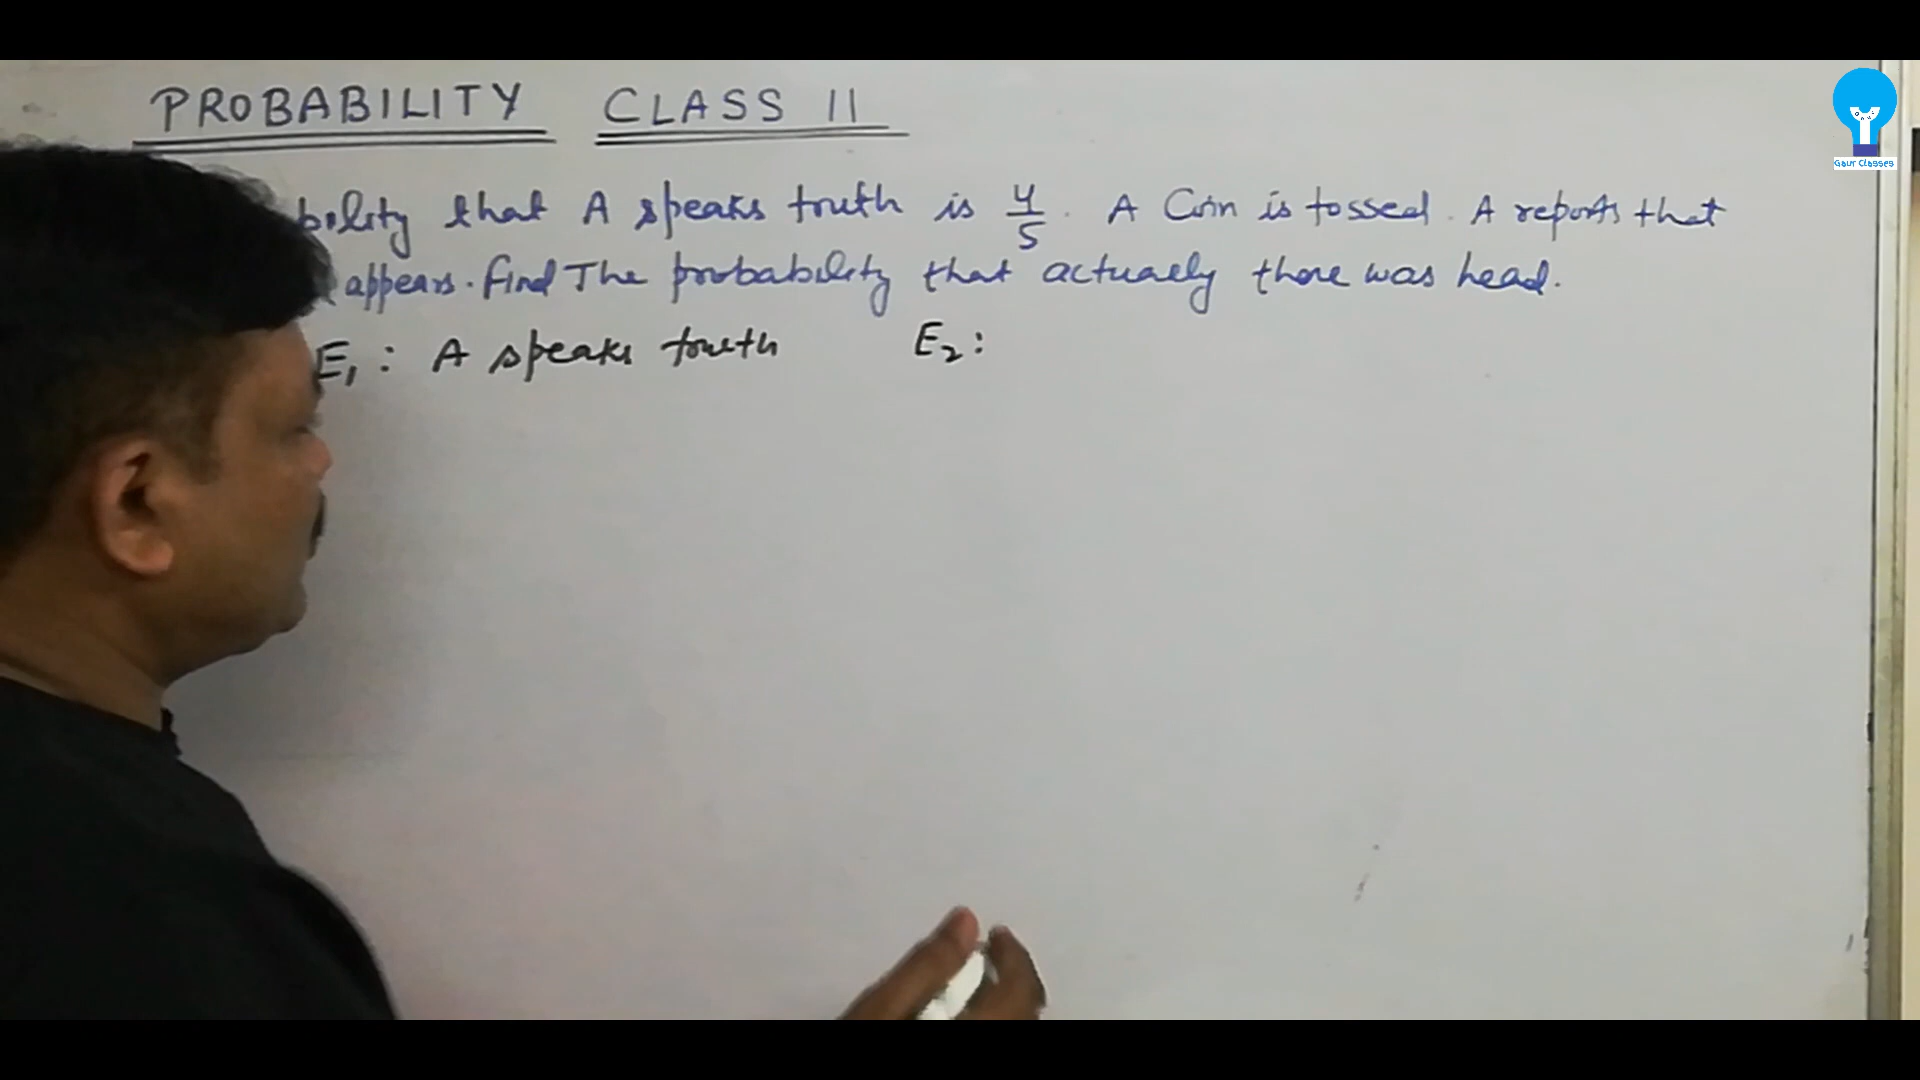 PROBABILITY CLASS 11
bility that A speaks truth is 4/5. A Coin is tossed. A reports that
appears. find The probability that actually there was head.
E₁: A speaks truth E₂:
Gaur Classes